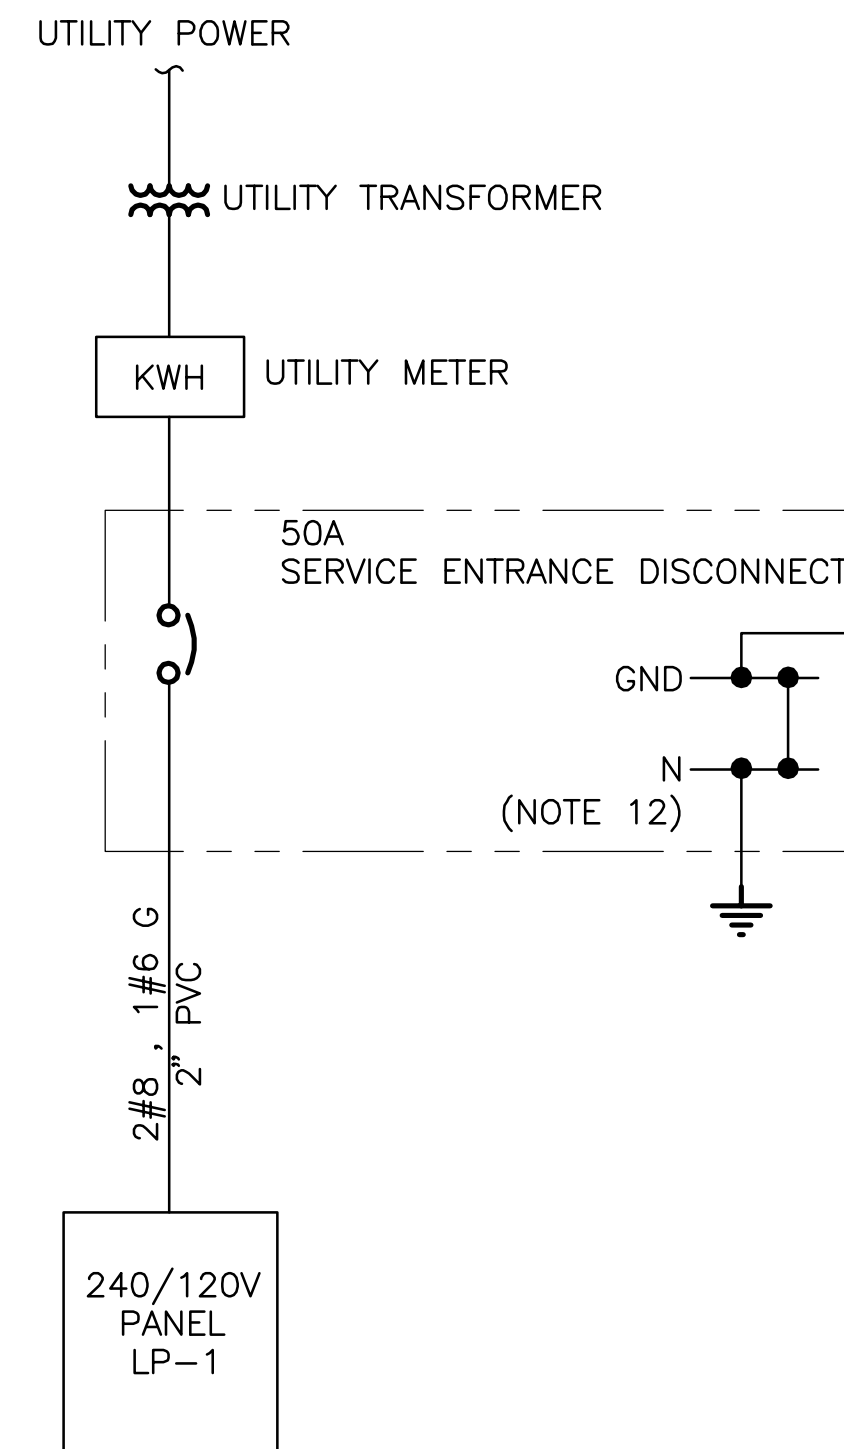 UTILITY POWER
UTILITY TRANSFORMER
KWH
UTILITY METER
50A
SERVICE ENTRANCE DISCONNECT
GND
N
(NOTE 12)
2#8 , 1#6 G
2" PVC
240/120V
PANEL
LP-1